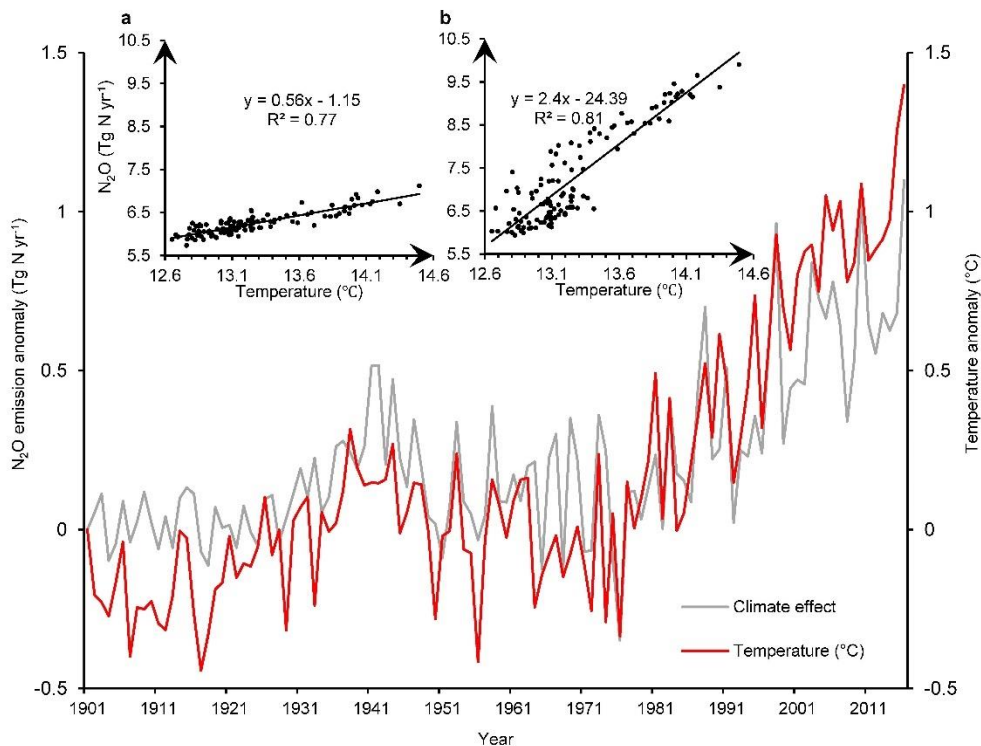 a
b
10.5
9.5
8.5
7.5
6.5
5.5
12.6 13.1 13.6 14.1 14.6
N₂O (Tg N yr⁻¹)
Temperature (°C)
y = 0.56x - 1.15
R² = 0.77
10.5
8.5
7.5
6.5
5.5
12.6 13.1 13.6 14.1 14.6
Temperature (℃)
y = 2.4x - 24.39
R² = 0.81
1.5
1
0.5
0
-0.5
N₂O emission anomaly (Tg N yr⁻¹)
1.5
1
0.5
0
-0.5
Temperature anomaly (°C)
Climate effect
Temperature (°C)
1901 1911 1921 1931 1941 1951 1961 1971 1981 1991 2001 2011
Year